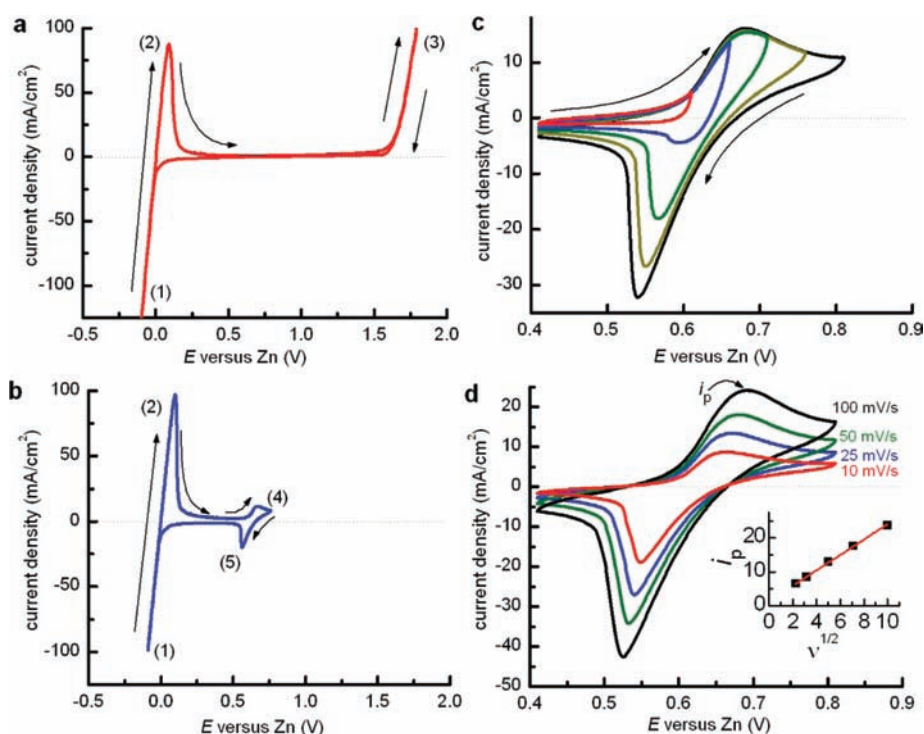 a
(2)
(3)
(1)
100
50
0
-50
-100
current density (mA/cm²)
-0.5 0.0 0.5 1.0 1.5 2.0
E versus Zn (V)
b
(2)
(4)
(5)
(1)
100
50
0
-50
-100
current density (mA/cm²)
-0.5 0.0 0.5 1.0 1.5 2.0
E versus Zn (V)
c
10
0
-10
-20
-30
current density (mA/cm²)
0.4 0.5 0.6 0.7 0.8 0.9
E versus Zn (V)
d
iₚ
100 mV/s
50 mV/s
25 mV/s
10 mV/s
25
20
10
0
-10
-20
-30
-40
-50
current density (mA/cm²)
iₚ
20
10
0
0 2 4 6 8 10
ν^1/2
0.4 0.5 0.6 0.7 0.8 0.9
E versus Zn (V)